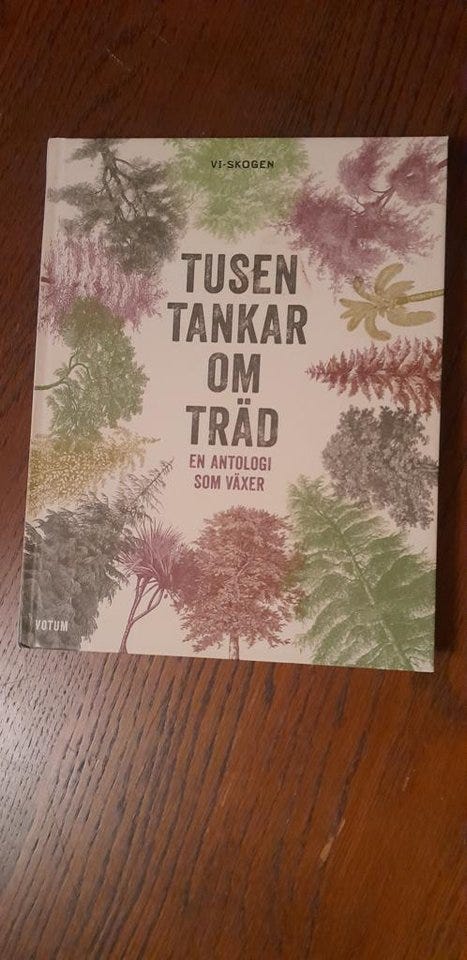 VI-SKOGEN
TUSEN
TANKAR
OM
TRÄD
EN ANTOLOGI
SOM VÄXER
VOTUM